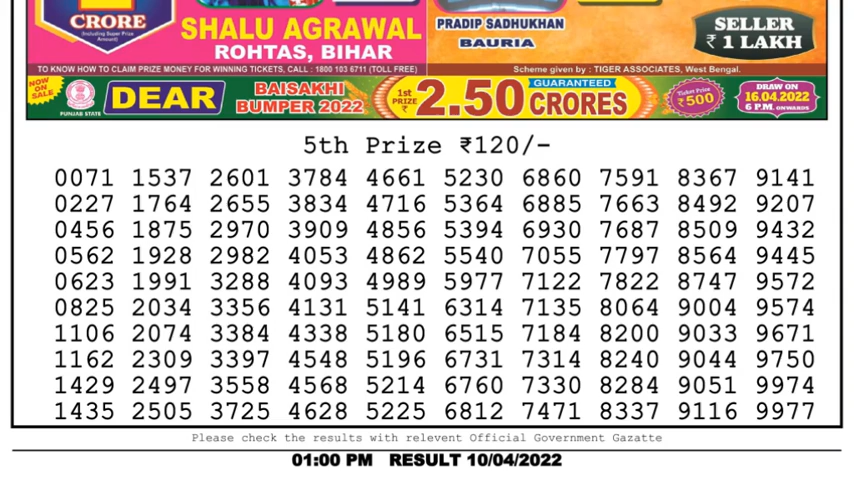 CRORE
(Including Super Prize Amount)
SHALU AGRAWAL
ROHTAS, BIHAR
PRADIP SADHUKHAN
BAURIA
SELLER
₹ 1 LAKH
TO KNOW HOW TO CLAIM PRIZE MONEY FOR WINNING TICKETS, CALL : 1800 103 6711 (TOLL FREE)
Scheme given by : TIGER ASSOCIATES, West Bengal.
NOW ON SALE
PUNJAB STATE
DEAR
BAISAKHI
BUMPER 2022
1st PRIZE ₹
2.50
GUARANTEED
CRORES
Ticket Price
₹500
DRAW ON
16.04.2022
6 P.M. ONWARDS
5th Prize ₹120/-
0071 1537 2601 3784 4661 5230 6860 7591 8367 9141
0227 1764 2655 3834 4716 5364 6885 7663 8492 9207
0456 1875 2970 3909 4856 5394 6930 7687 8509 9432
0562 1928 2982 4053 4862 5540 7055 7797 8564 9445
0623 1991 3288 4093 4989 5977 7122 7822 8747 9572
0825 2034 3356 4131 5141 6314 7135 8064 9004 9574
1106 2074 3384 4338 5180 6515 7184 8200 9033 9671
1162 2309 3397 4548 5196 6731 7314 8240 9044 9750
1429 2497 3558 4568 5214 6760 7330 8284 9051 9974
1435 2505 3725 4628 5225 6812 7471 8337 9116 9977
Please check the results with relevent Official Government Gazatte
01:00 PM RESULT 10/04/2022